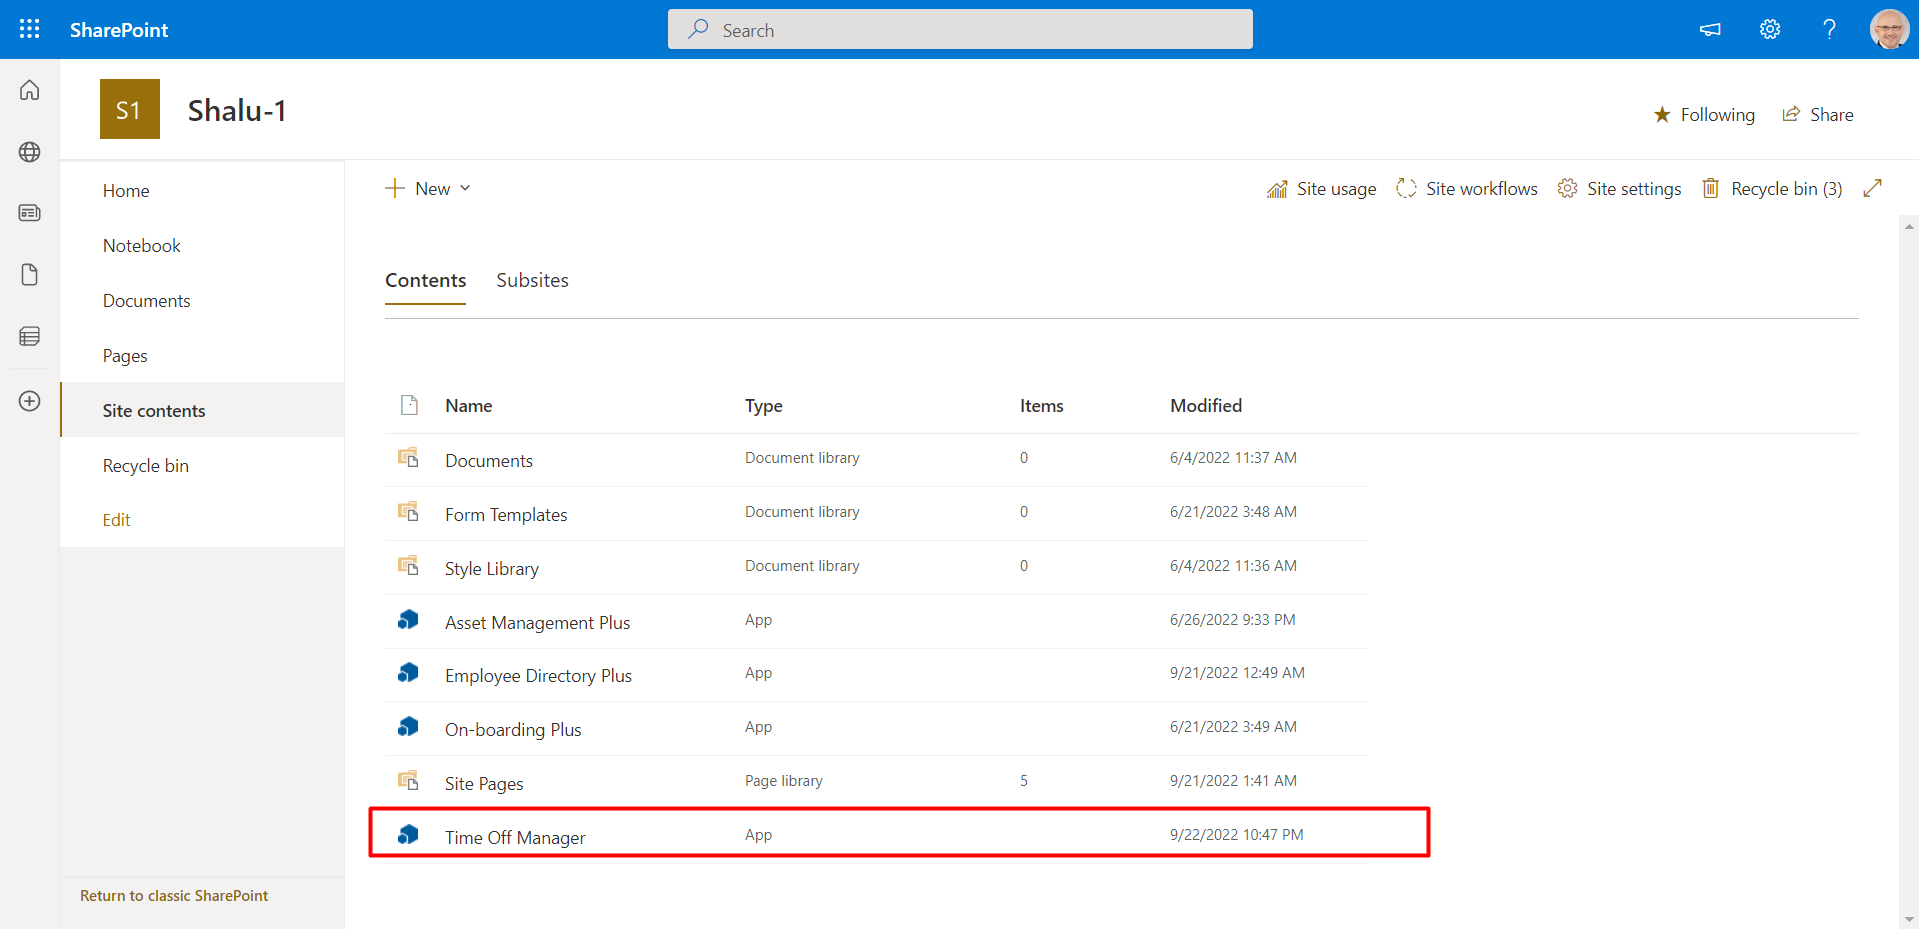 SharePoint
Search
?
S1
Shalu-1
Following
Share
Home
Notebook
Documents
Pages
Site contents
Recycle bin
Edit
Return to classic SharePoint
New
Site usage
Site workflows
Site settings
Recycle bin (3)
Contents
Subsites
Name Type Items Modified
Documents Document library 0 6/4/2022 11:37 AM
Form Templates Document library 0 6/21/2022 3:48 AM
Style Library Document library 0 6/4/2022 11:36 AM
Asset Management Plus App 6/26/2022 9:33 PM
Employee Directory Plus App 9/21/2022 12:49 AM
On-boarding Plus App 6/21/2022 3:49 AM
Site Pages Page library 5 9/21/2022 1:41 AM
Time Off Manager App 9/22/2022 10:47 PM